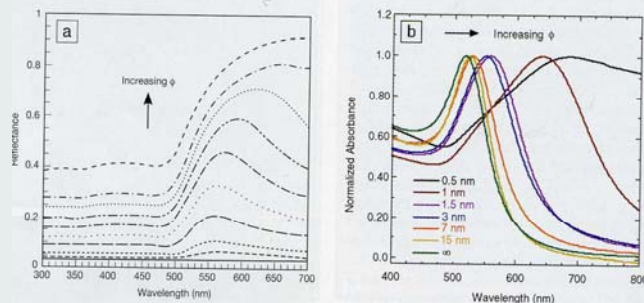 a
Increasing ϕ
Reflectance
1
0.8
0.6
0.4
0.2
0
300 350 400 450 500 550 600 650 700
Wavelength (nm)
b
Increasing ϕ
Normalized Absorbance
1.2
1.0
0.80
0.60
0.40
0.20
0.0
0.5 nm
1 nm
1.5 nm
3 nm
7 nm
15 nm
∞
400 500 600 700 800
Wavelength (nm)